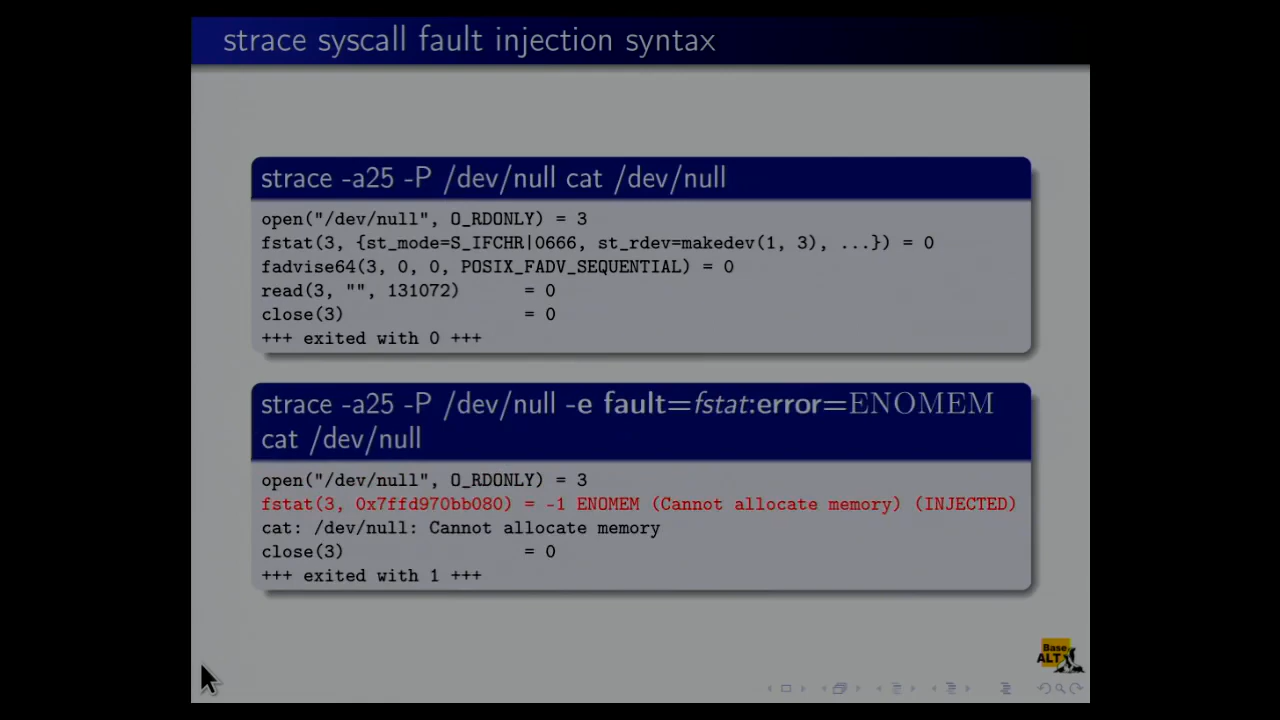 strace syscall fault injection syntax
strace -a25 -P /dev/null cat /dev/null
open("/dev/null", O_RDONLY) = 3
fstat(3, {st_mode=S_IFCHR|0666, st_rdev=makedev(1, 3), ...}) = 0
fadvise64(3, 0, 0, POSIX_FADV_SEQUENTIAL) = 0
read(3, "", 131072) = 0
close(3) = 0
+++ exited with 0 +++
strace -a25 -P /dev/null -e fault=fstat:error=ENOMEM
cat /dev/null
open("/dev/null", O_RDONLY) = 3
fstat(3, 0x7ffd970bb080) = -1 ENOMEM (Cannot allocate memory) (INJECTED)
cat: /dev/null: Cannot allocate memory
close(3) = 0
+++ exited with 1 +++
Base
ALT